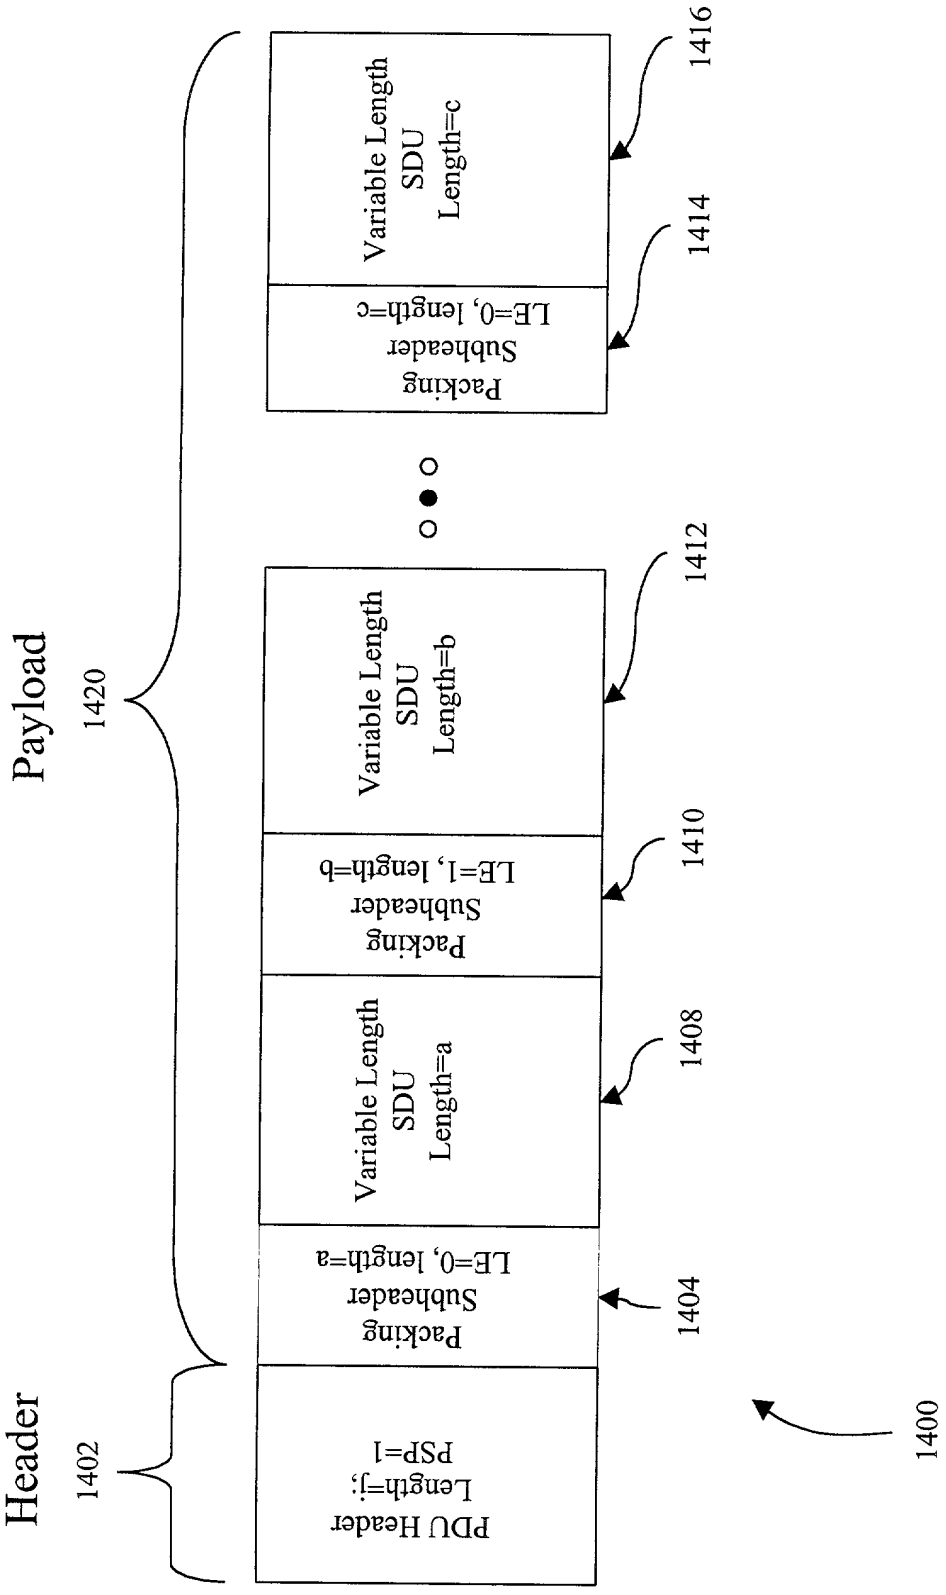 Header
1402
Payload
1420
PDU Header
Length=j;
PSP=1
Packing
Subheader
LE=0, length=a
Variable Length
SDU
Length=a
Packing
Subheader
LE=1, length=b
Variable Length
SDU
Length=b
Packing
Subheader
LE=0, length=c
Variable Length
SDU
Length=c
1404
1408
1410
1412
1414
1416
1400